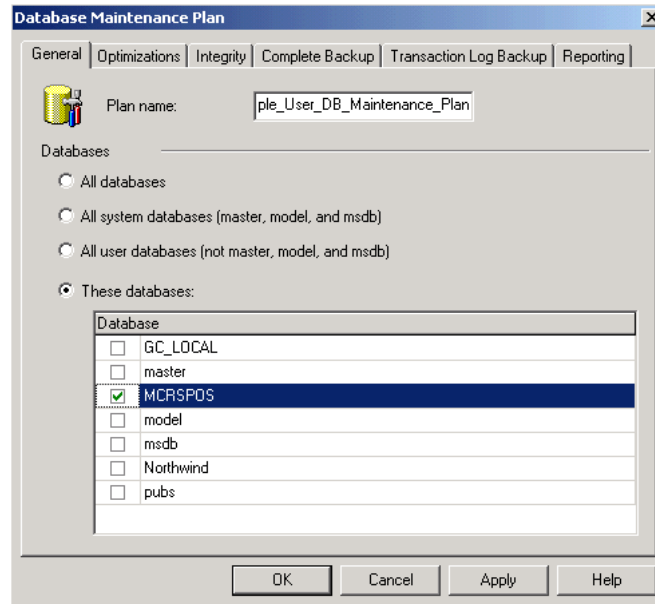 Database Maintenance Plan
General Optimizations Integrity Complete Backup Transaction Log Backup Reporting
Plan name: ple_User_DB_Maintenance_Plan
Databases
All databases
All system databases (master, model, and msdb)
All user databases (not master, model, and msdb)
These databases:
Database
GC_LOCAL
master
MCRSPOS
model
msdb
Northwind
pubs
OK Cancel Apply Help